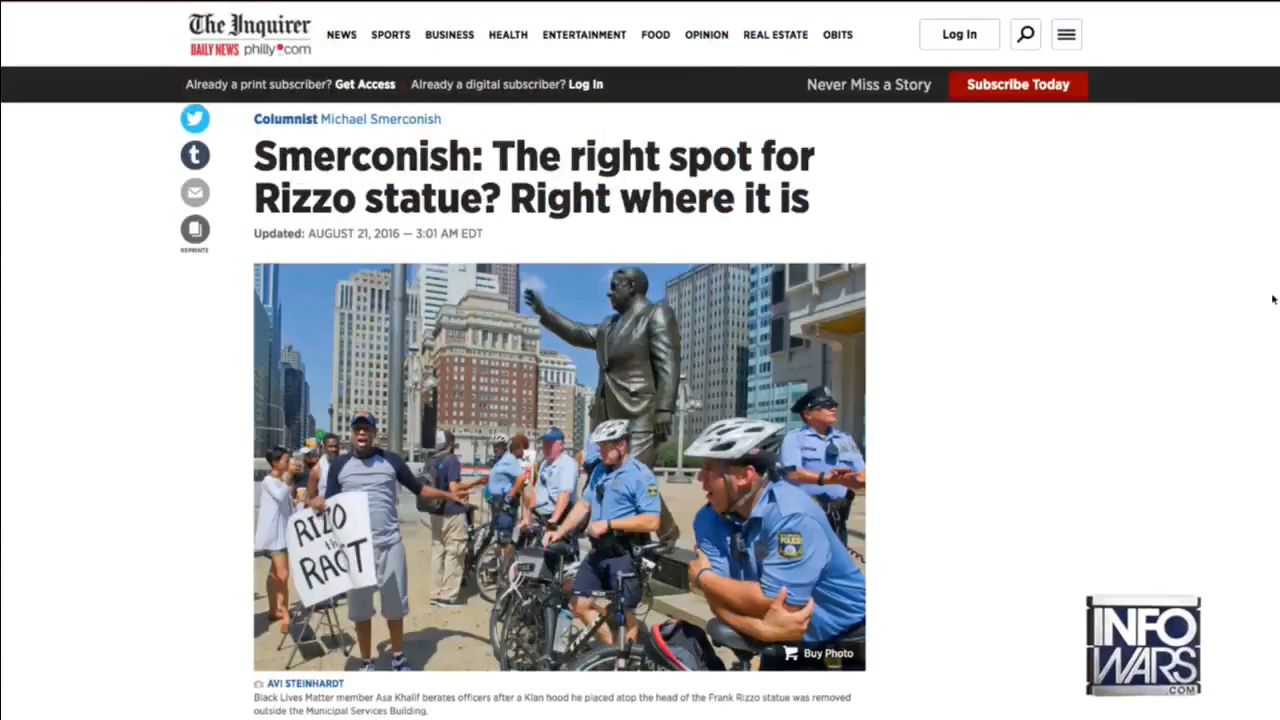 The Inquirer
DAILY NEWS philly.com
NEWS SPORTS BUSINESS HEALTH ENTERTAINMENT FOOD OPINION REAL ESTATE OBITS
Log In
Already a print subscriber? Get Access Already a digital subscriber? Log In
Never Miss a Story
Subscribe Today
Columnist Michael Smerconish
Smerconish: The right spot for
Rizzo statue? Right where it is
Updated: AUGUST 21, 2016 — 3:01 AM EDT
REPRINTS
RIZZO
the
POLICE
Buy Photo
AVI STEINHARDT
Black Lives Matter member Asa Khalif berates officers after a Klan hood he placed atop the head of the Frank Rizzo statue was removed
outside the Municipal Services Building.
INFO
WARS
.COM